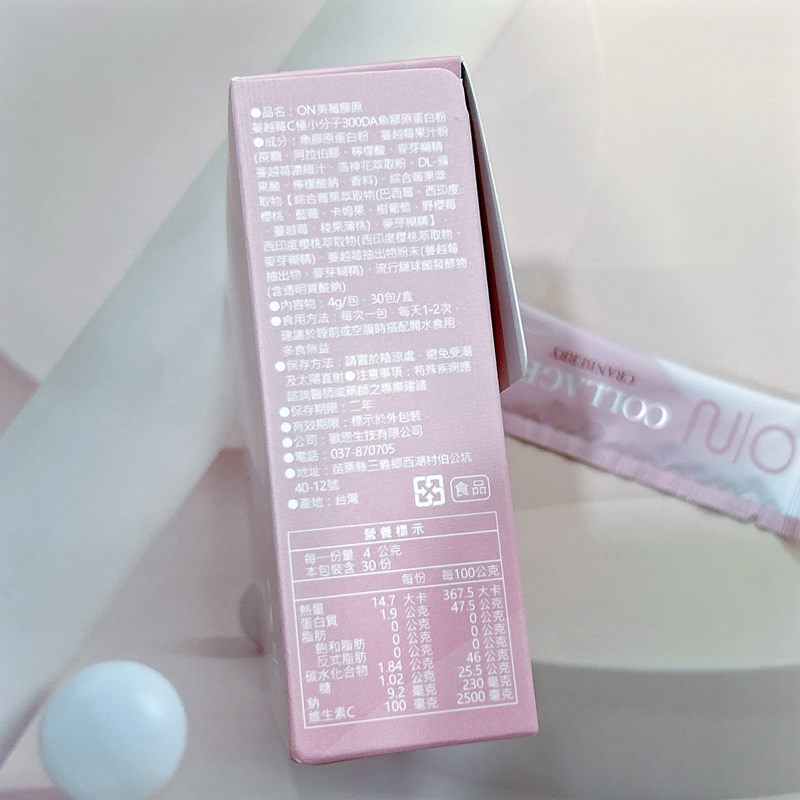 ●品名：ON美莓膠原
蔓越莓C極小分子300DA魚膠原蛋白粉
●成分：魚膠原蛋白粉、蔓越莓果汁粉
(蔗糖、阿拉伯膠、檸檬酸、麥芽糊精、
蔓越莓濃縮汁、洛神花萃取粉、DL-蘋
果酸、檸檬酸鈉、香料)、綜合莓果萃
取物【綜合莓果萃取物(巴西莓、西印度
櫻桃、藍莓、卡姆果、樹葡萄、野櫻莓
、蔓越莓、稜果蒲桃)、麥芽糊精】、
西印度櫻桃萃取物(西印度櫻桃萃取物、
麥芽糊精)、蔓越莓抽出物粉末(蔓越莓
抽出物、麥芽糊精)、流行鏈球菌發酵物
(含透明質酸鈉)
●內容物：4g/包，30包/盒
●食用方法：每次一包，每天1-2次，
建議於睡前或空腹時搭配開水食用，
多食無益
●保存方法：請置於陰涼處，避免受潮
及太陽直射●注意事項：特殊疾病應
諮詢醫師或藥師之專業建議
●保存期限：二年
●有效期限：標示於外包裝
●公司：歐恩生技有限公司
●電話：037-870705
●地址：苗栗縣三義鄉西湖村伯公坑
40-12號
●產地：台灣
食品
營養標示
每一份量 4 公克
本包裝含 30 份
每份 每100公克
熱量 14.7 大卡 367.5 大卡
蛋白質 1.9 公克 47.5 公克
脂肪 0 公克 0 公克
飽和脂肪 0 公克 0 公克
反式脂肪 0 公克 0 公克
碳水化合物 1.84 公克 46 公克
糖 1.02 公克 25.5 公克
鈉 9.2 毫克 230 毫克
維生素C 100 毫克 2500 毫克
O|N
COLLAGE
CRANBERRY